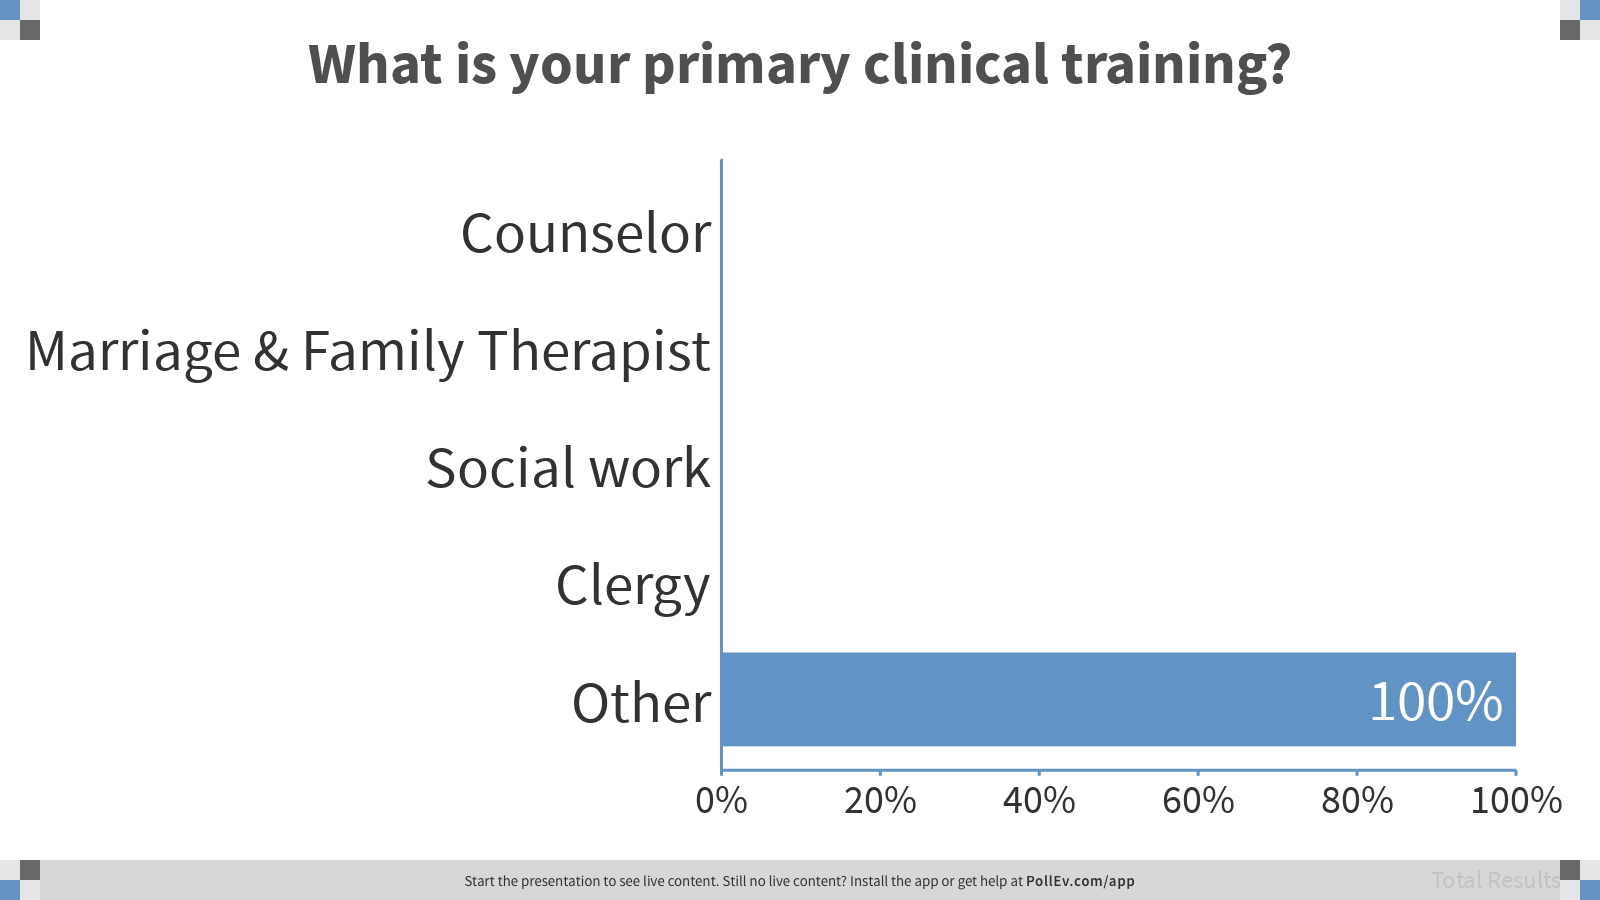 What is your primary clinical training?
Counselor
Marriage & Family Therapist
Social work
Clergy
Other
100%
0% 20% 40% 60% 80% 100%
Start the presentation to see live content. Still no live content? Install the app or get help at PollEv.com/app
Total Results